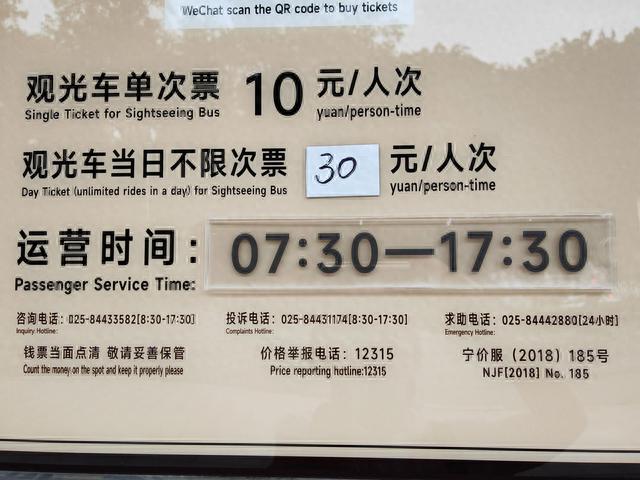 WeChat scan the QR code to buy tickets
观光车单次票 10 元/人次
Single Ticket for Sightseeing Bus yuan/person-time
观光车当日不限次票 30 元/人次
Day Ticket (unlimited rides in a day) for Sightseeing Bus yuan/person-time
运营时间: 07:30—17:30
Passenger Service Time:
咨询电话: 025-84433582[8:30-17:30] 投诉电话: 025-84431174[8:30-17:30] 求助电话: 025-84442880[24小时]
Inquiry Hotline: Complaints Hotline: Emergency Hotline:
钱票当面点清 敬请妥善保管 价格举报电话: 12315 宁价服(2018)185号
Count the money on the spot and keep it properly please Price reporting hotline:12315 NJF[2018] No. 185